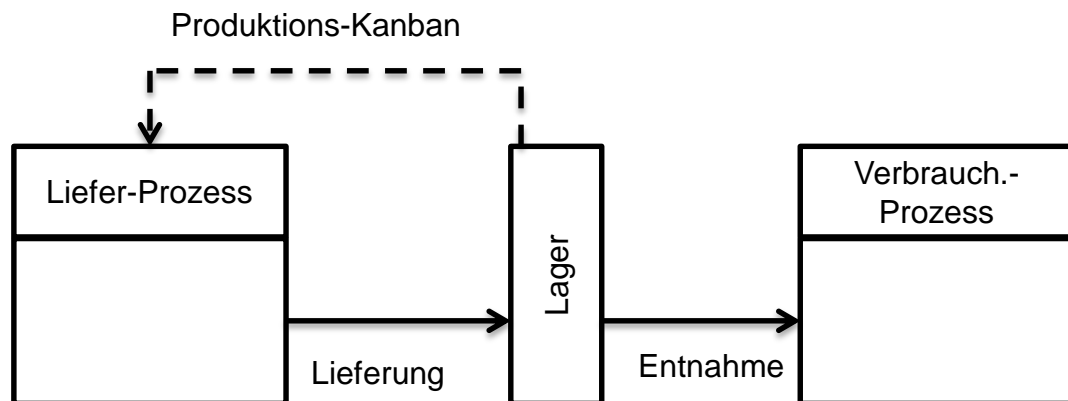 Produktions-Kanban
Liefer-Prozess
Lager
Verbrauch.-
Prozess
Lieferung
Entnahme